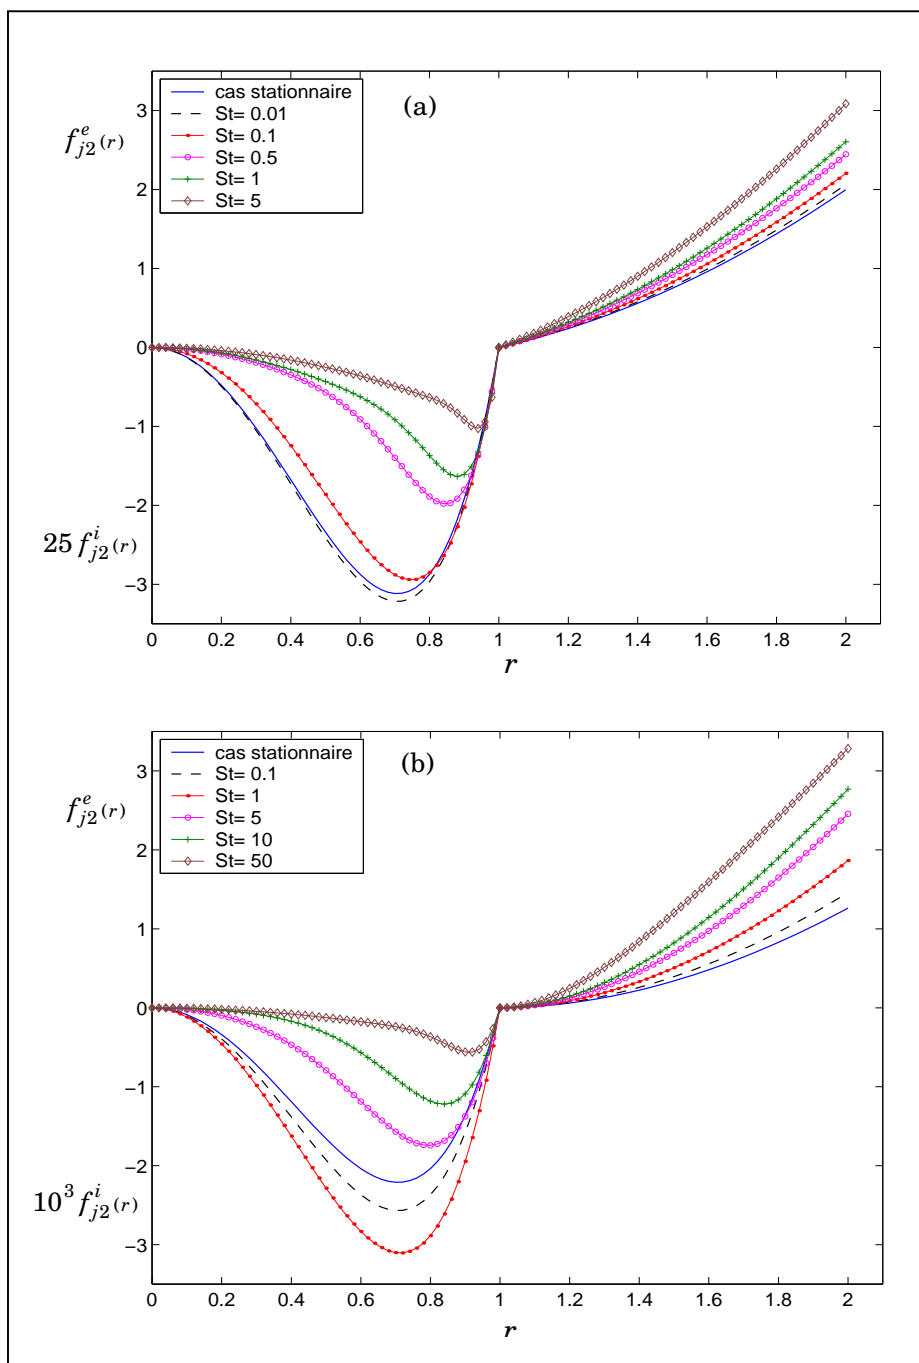 cas stationnaire
St= 0.01
St= 0.1
St= 0.5
St= 1
St= 5
(a)
f^e_{j2}(r)
25 f^i_{j2}(r)
3
2
1
0
−1
−2
−3
0 0.2 0.4 0.6 0.8 1 1.2 1.4 1.6 1.8 2
r
cas stationnaire
St= 0.1
St= 1
St= 5
St= 10
St= 50
(b)
f^e_{j2}(r)
10^3 f^i_{j2}(r)
3
2
1
0
−1
−2
−3
0 0.2 0.4 0.6 0.8 1 1.2 1.4 1.6 1.8 2
r